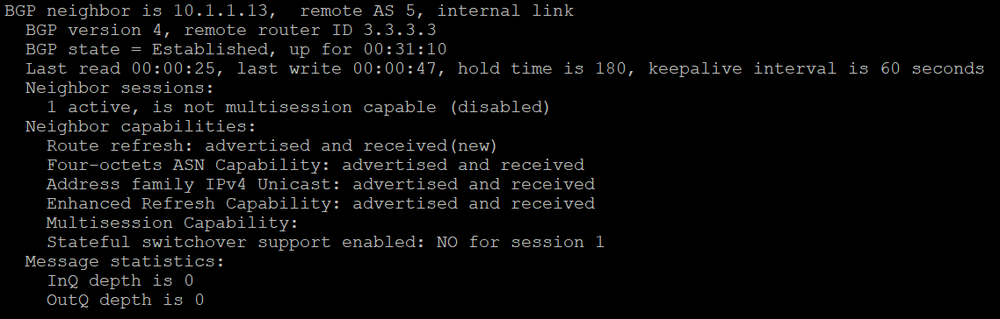 BGP neighbor is 10.1.1.13,  remote AS 5, internal link
  BGP version 4, remote router ID 3.3.3.3
  BGP state = Established, up for 00:31:10
  Last read 00:00:25, last write 00:00:47, hold time is 180, keepalive interval is 60 seconds
  Neighbor sessions:
    1 active, is not multisession capable (disabled)
  Neighbor capabilities:
    Route refresh: advertised and received(new)
    Four-octets ASN Capability: advertised and received
    Address family IPv4 Unicast: advertised and received
    Enhanced Refresh Capability: advertised and received
    Multisession Capability:
    Stateful switchover support enabled: NO for session 1
  Message statistics:
    InQ depth is 0
    OutQ depth is 0